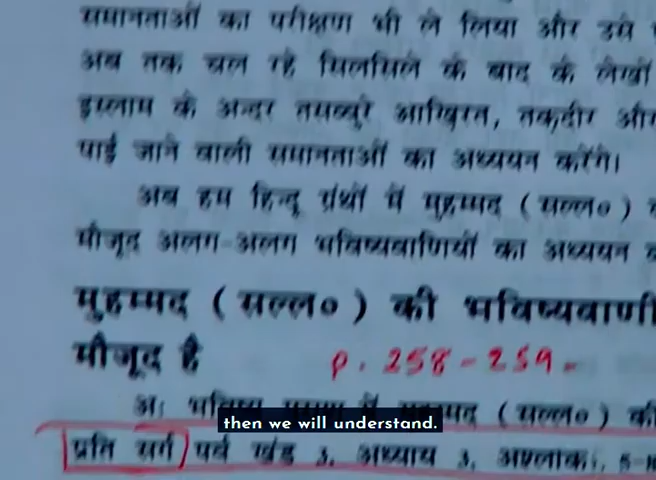 समानताओं का परीक्षण भी ले लिया और उसे
अब तक चल रहे सिलसिले के बाद के लेखों
इस्लाम के अन्दर तसव्वुरे आख़िरत, तक़दीर और
पाई जाने वाली समानताओं का अध्ययन करेंगे।
अब हम हिन्दू ग्रंथों में मुहम्मद (सल्ल०)
मौजूद अलग-अलग भविष्यवाणियों का अध्ययन
मुहम्मद (सल्ल०) की भविष्यवाणी
मौजूद है p. 258-259-
अ: भविष्य पुराण में मुहम्मद (सल्ल०) की
then we will understand.
प्रति सर्ग पर्व खंड 3, अध्याय 3,